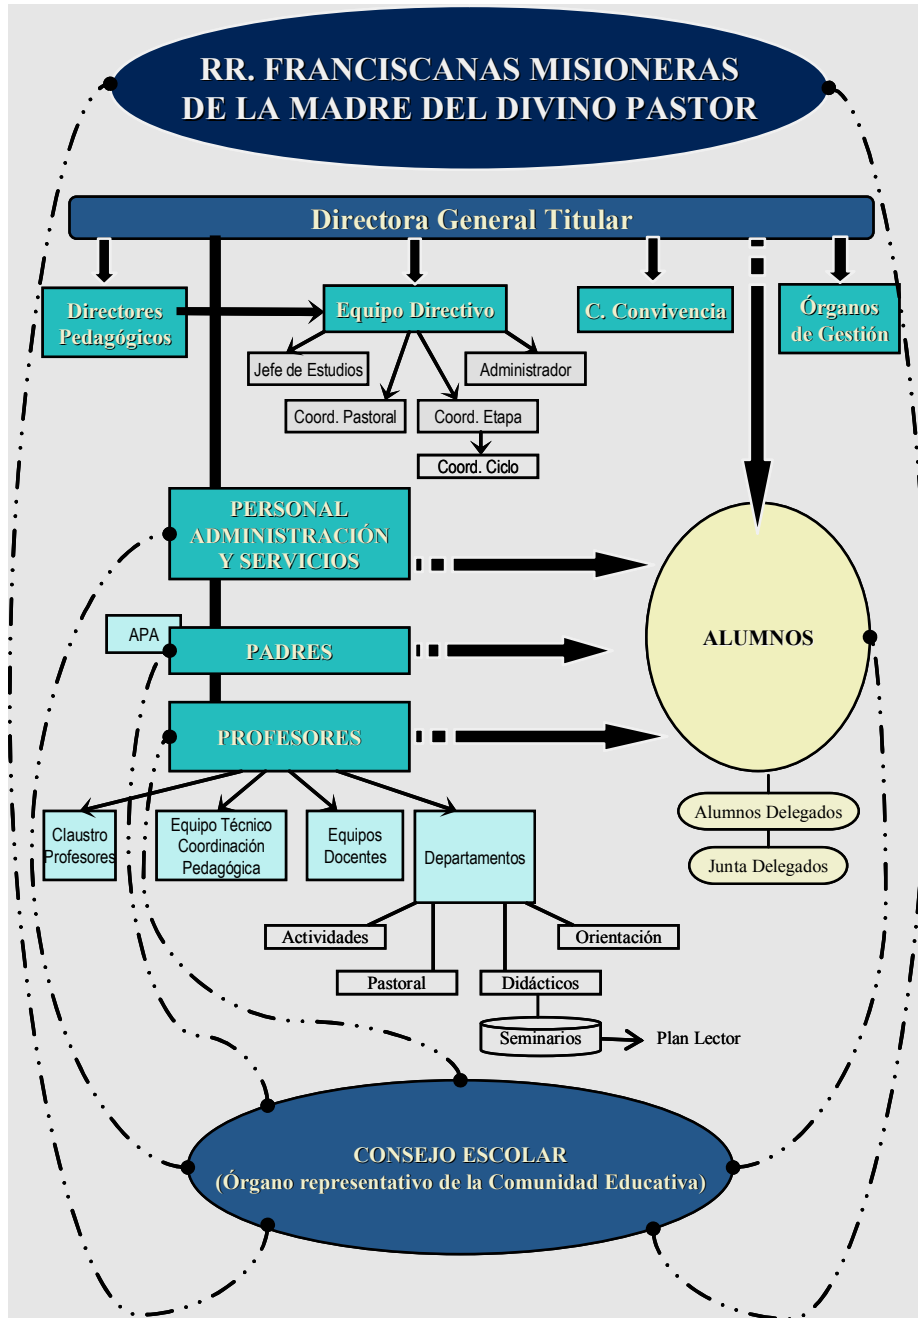 RR. FRANCISCANAS MISIONERAS
DE LA MADRE DEL DIVINO PASTOR
Directora General Titular
Directores
Pedagógicos
Equipo Directivo
C. Convivencia
Órganos
de Gestión
Jefe de Estudios
Administrador
Coord. Pastoral
Coord. Etapa
Coord. Ciclo
PERSONAL
ADMINISTRACIÓN
Y SERVICIOS
APA
PADRES
ALUMNOS
PROFESORES
Claustro
Profesores
Equipo Técnico
Coordinación
Pedagógica
Equipos
Docentes
Departamentos
Alumnos Delegados
Junta Delegados
Actividades
Orientación
Pastoral
Didácticos
Seminarios
Plan Lector
CONSEJO ESCOLAR
(Órgano representativo de la Comunidad Educativa)